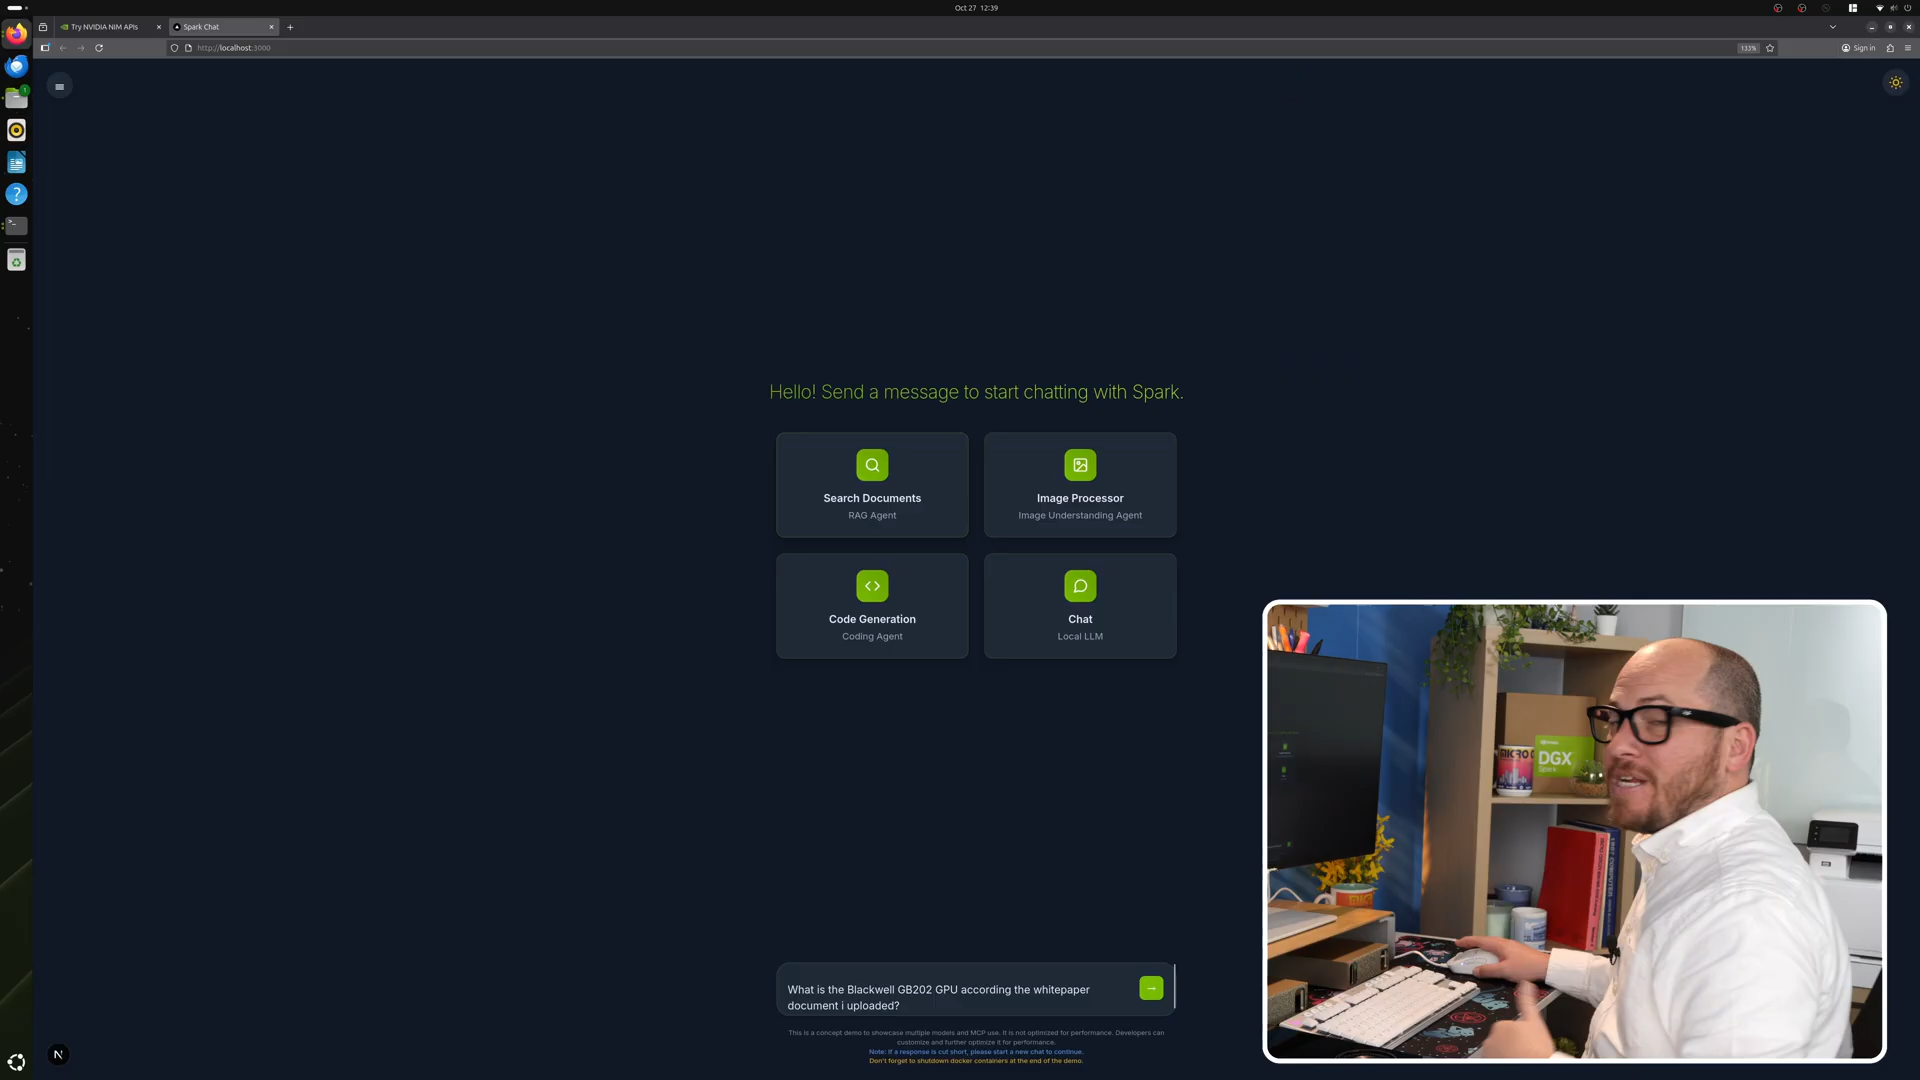 Oct 27 12:39
Try NVIDIA NIM APIs
Spark Chat
http://localhost:3000
133%
Sign in
1
Hello! Send a message to start chatting with Spark.
Search Documents
RAG Agent
Image Processor
Image Understanding Agent
Code Generation
Coding Agent
Chat
Local LLM
DGX
Spark
What is the Blackwell GB202 GPU according the whitepaper
document i uploaded?
This is a concept demo to showcase multiple models and MCP use. It is not optimized for performance. Developers can
customize and further optimize it for performance.
Note: If a response is cut short, please start a new chat to continue.
Don't forget to shutdown docker containers at the end of the demo.
N